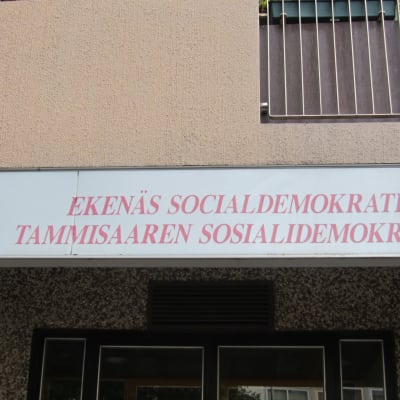 EKENÄS SOCIALDEMOKRATI
TAMMISAAREN SOSIALIDEMOKR